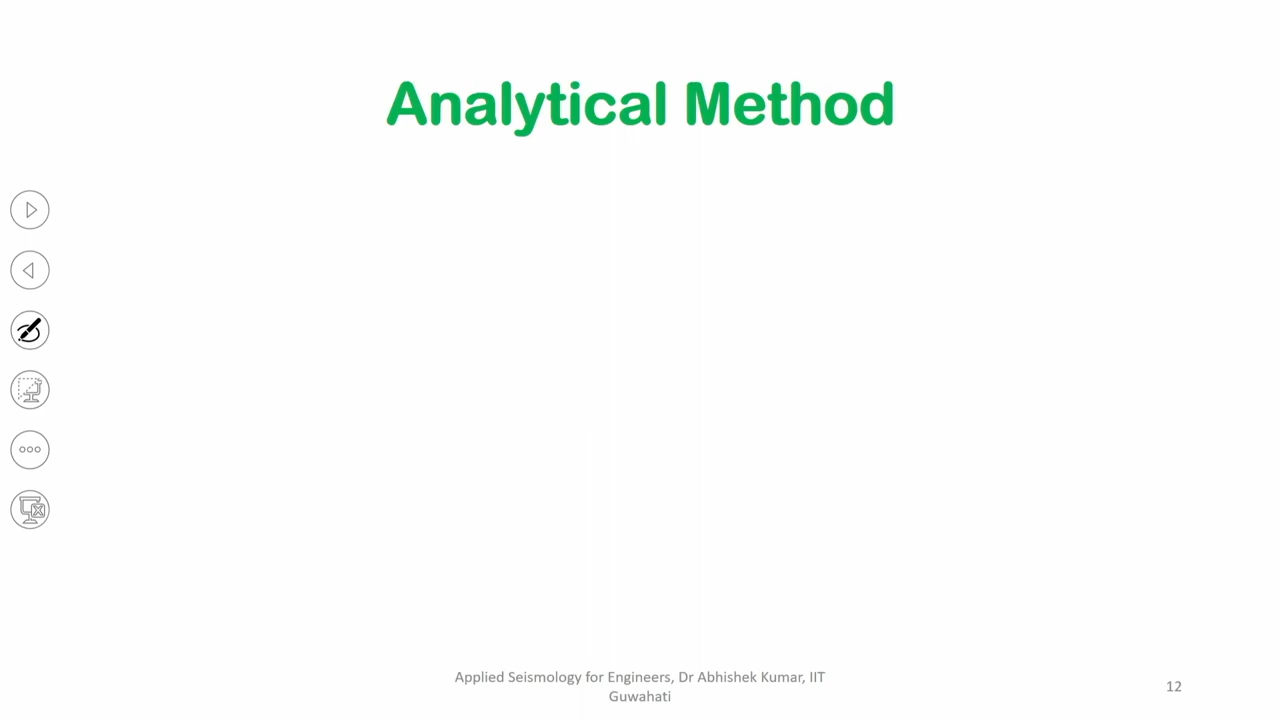 Analytical Method
Applied Seismology for Engineers, Dr Abhishek Kumar, IIT
Guwahati
12